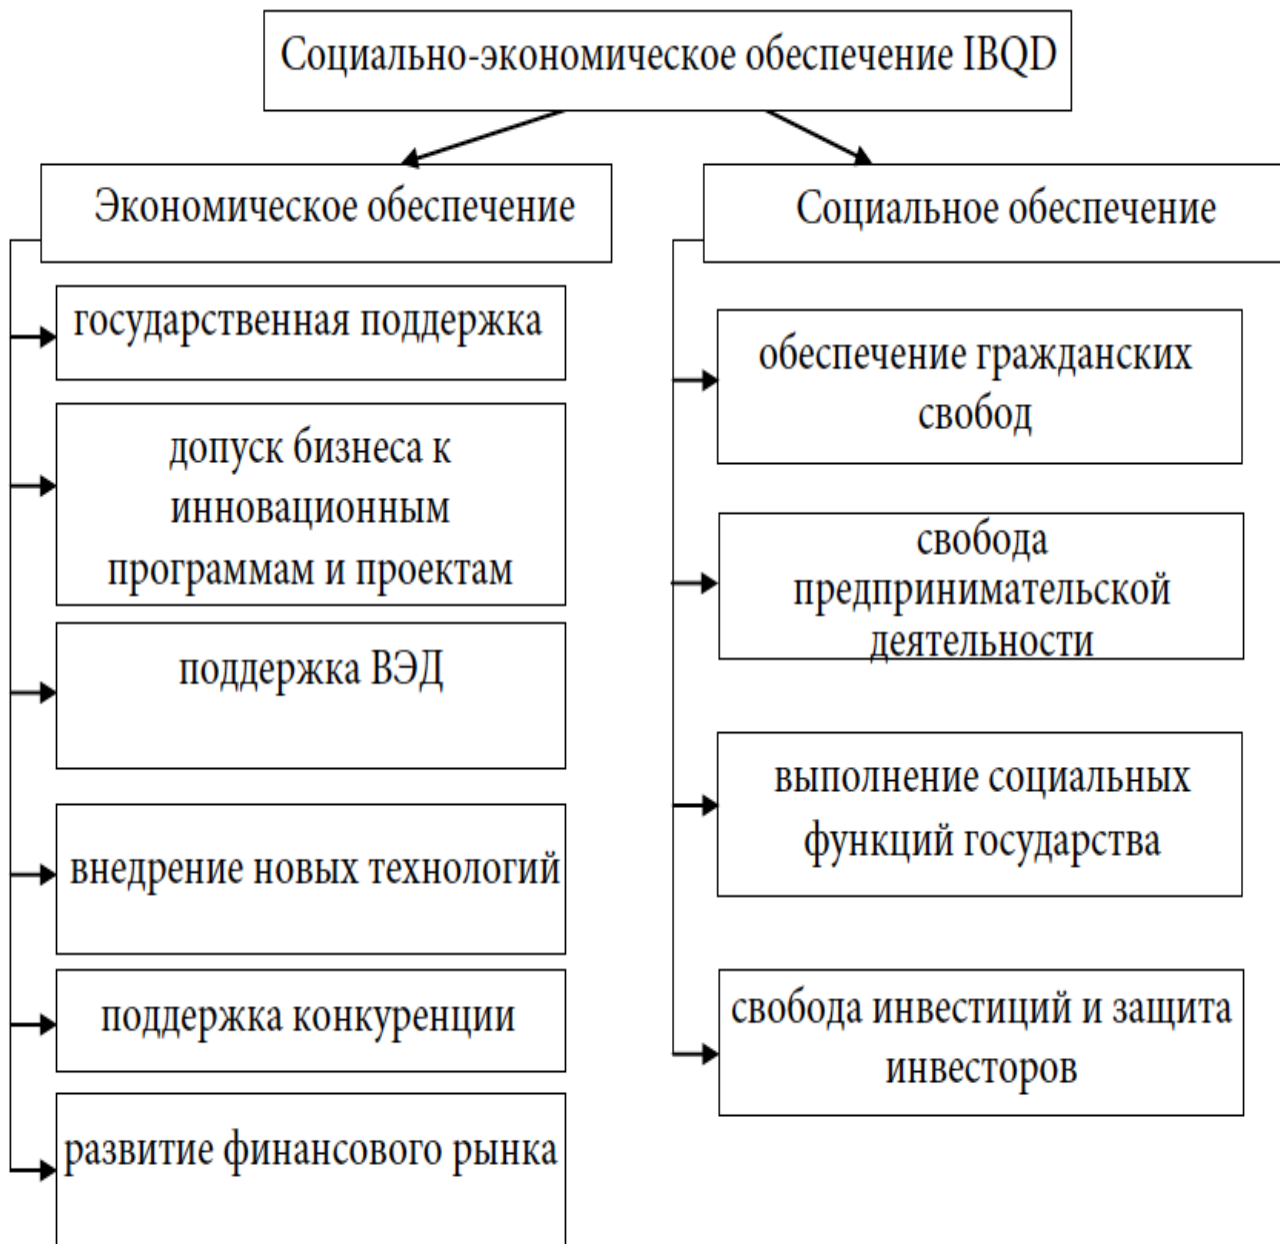 Социально-экономическое обеспечение IBQD
Экономическое обеспечение
государственная поддержка
допуск бизнеса к
инновационным
программам и проектам
поддержка ВЭД
внедрение новых технологий
поддержка конкуренции
развитие финансового рынка
Социальное обеспечение
обеспечение гражданских
свобод
свобода
предпринимательской
деятельности
выполнение социальных
функций государства
свобода инвестиций и защита
инвесторов